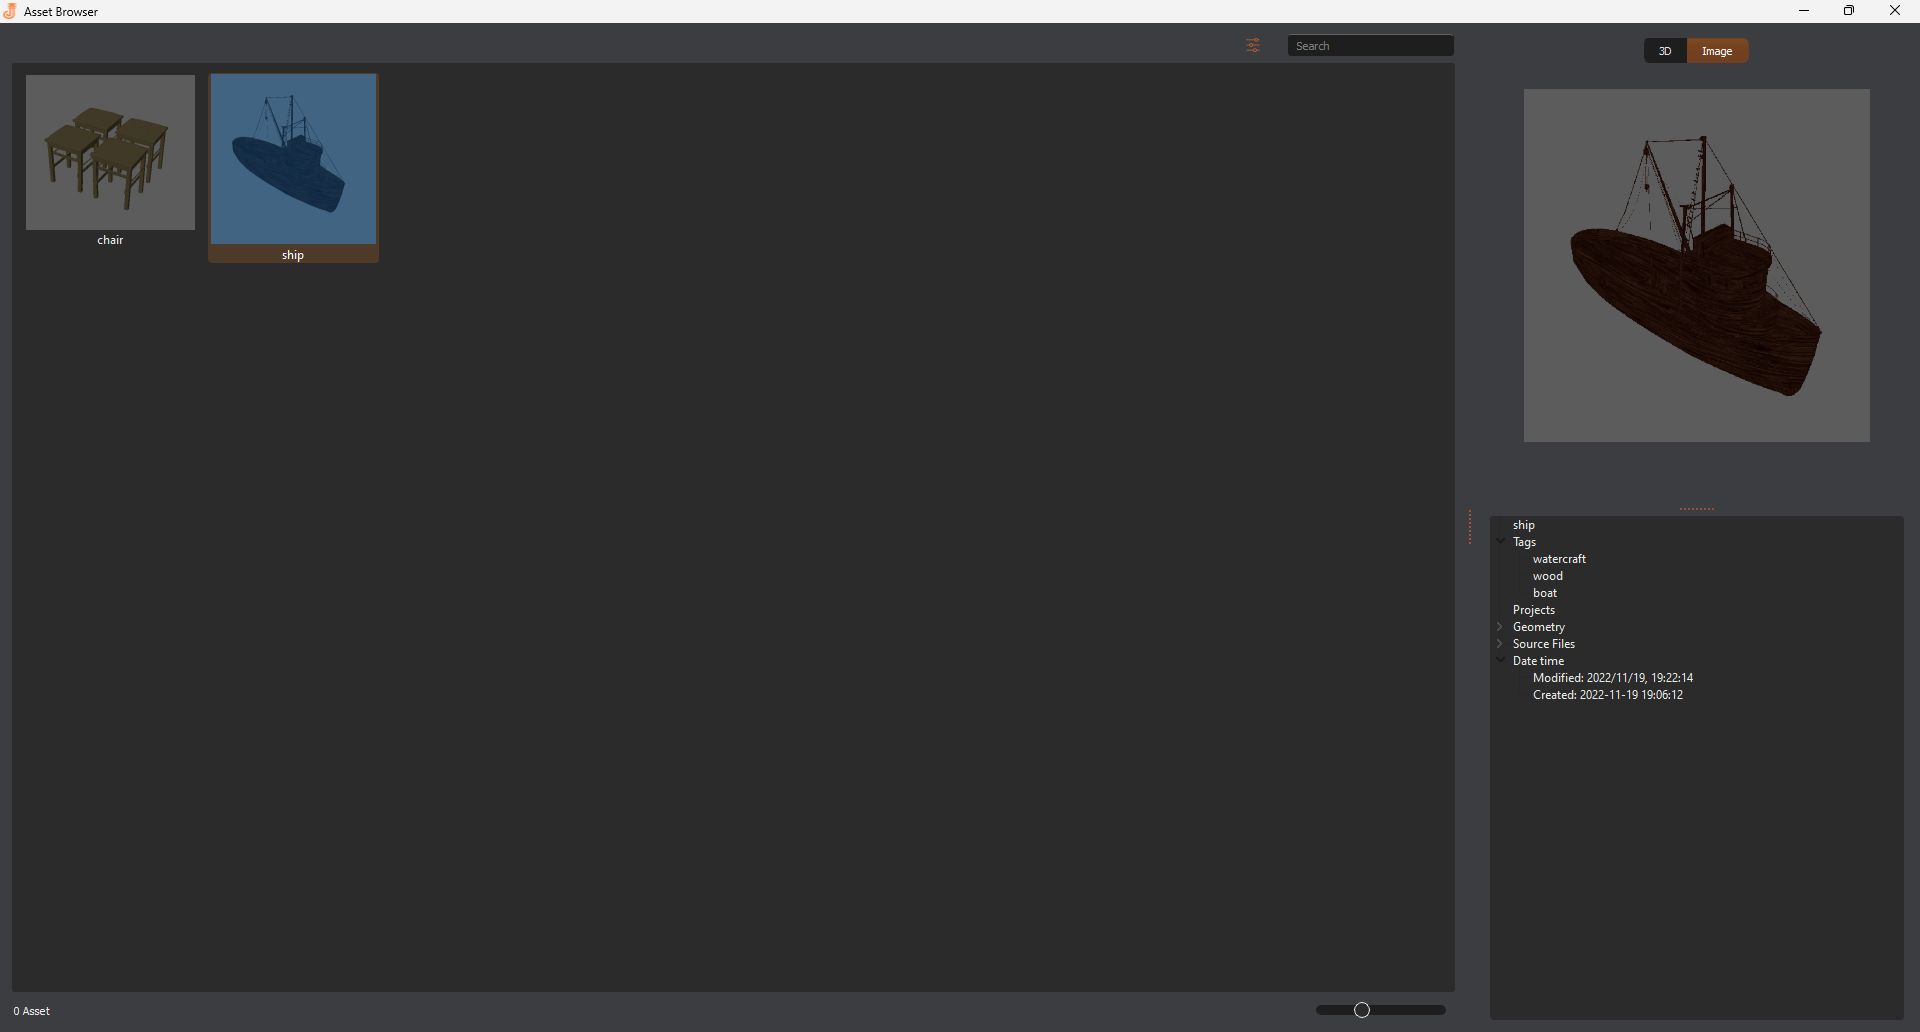 Asset Browser
Search
3D
Image
chair
ship
ship
Tags
watercraft
wood
boat
Projects
Geometry
Source Files
Date time
Modified: 2022/11/19, 19:22:14
Created: 2022-11-19 19:06:12
0 Asset